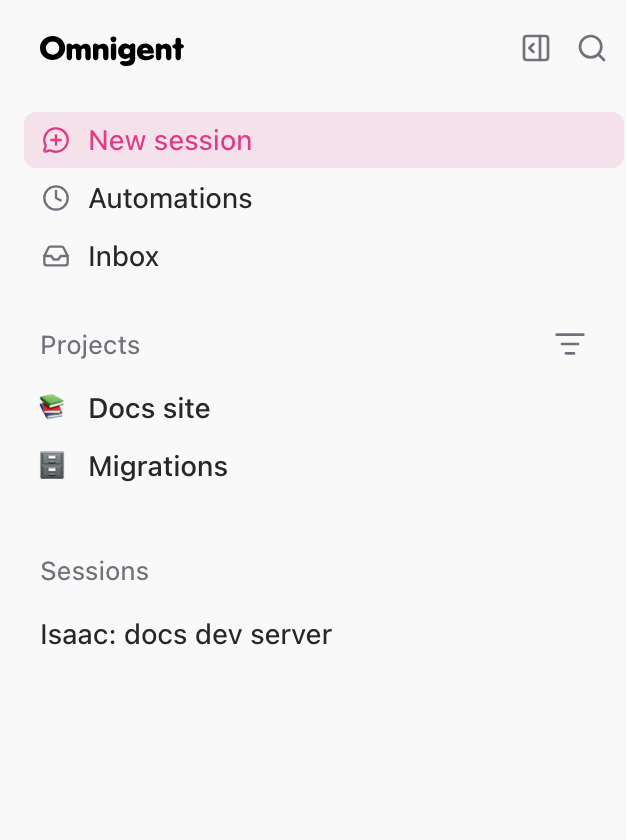 Omnigent
New session
Automations
Inbox
Projects
Docs site
Migrations
Sessions
Isaac: docs dev server